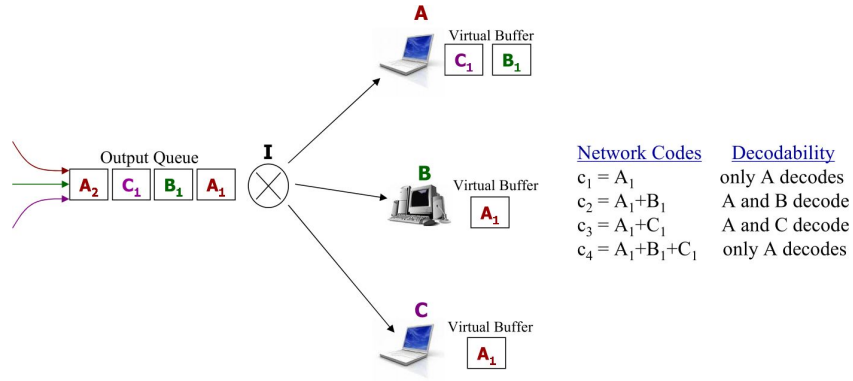 A
Virtual Buffer
C₁ B₁
Output Queue
I
A₂ C₁ B₁ A₁
B
Virtual Buffer
A₁
C
Virtual Buffer
A₁
Network Codes Decodability
c₁ = A₁ only A decodes
c₂ = A₁+B₁ A and B decode
c₃ = A₁+C₁ A and C decode
c₄ = A₁+B₁+C₁ only A decodes